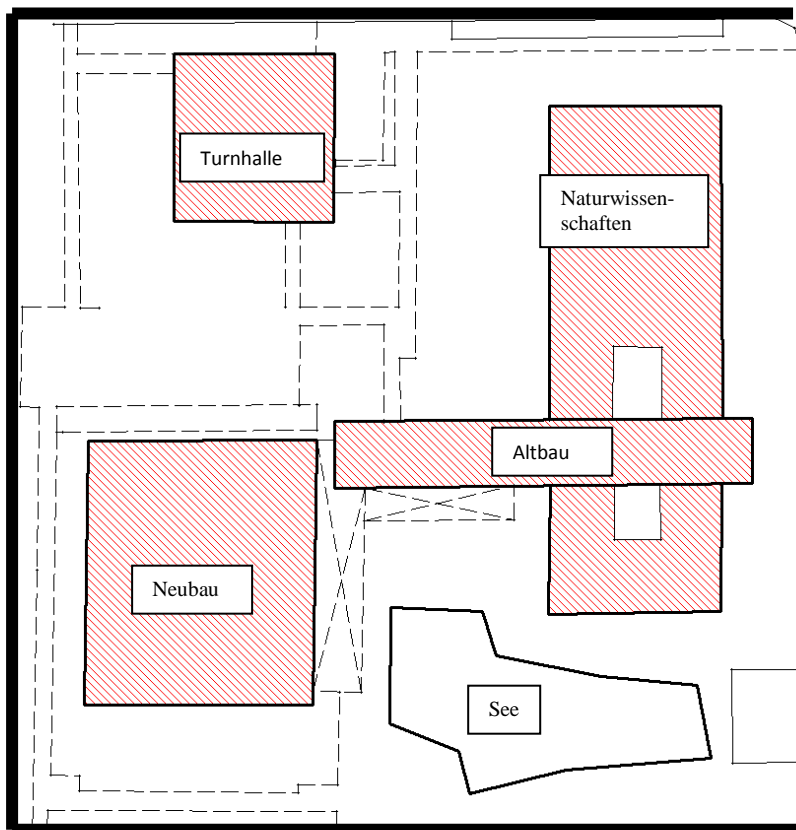 Turnhalle
Naturwissen-
schaften
Altbau
Neubau
See